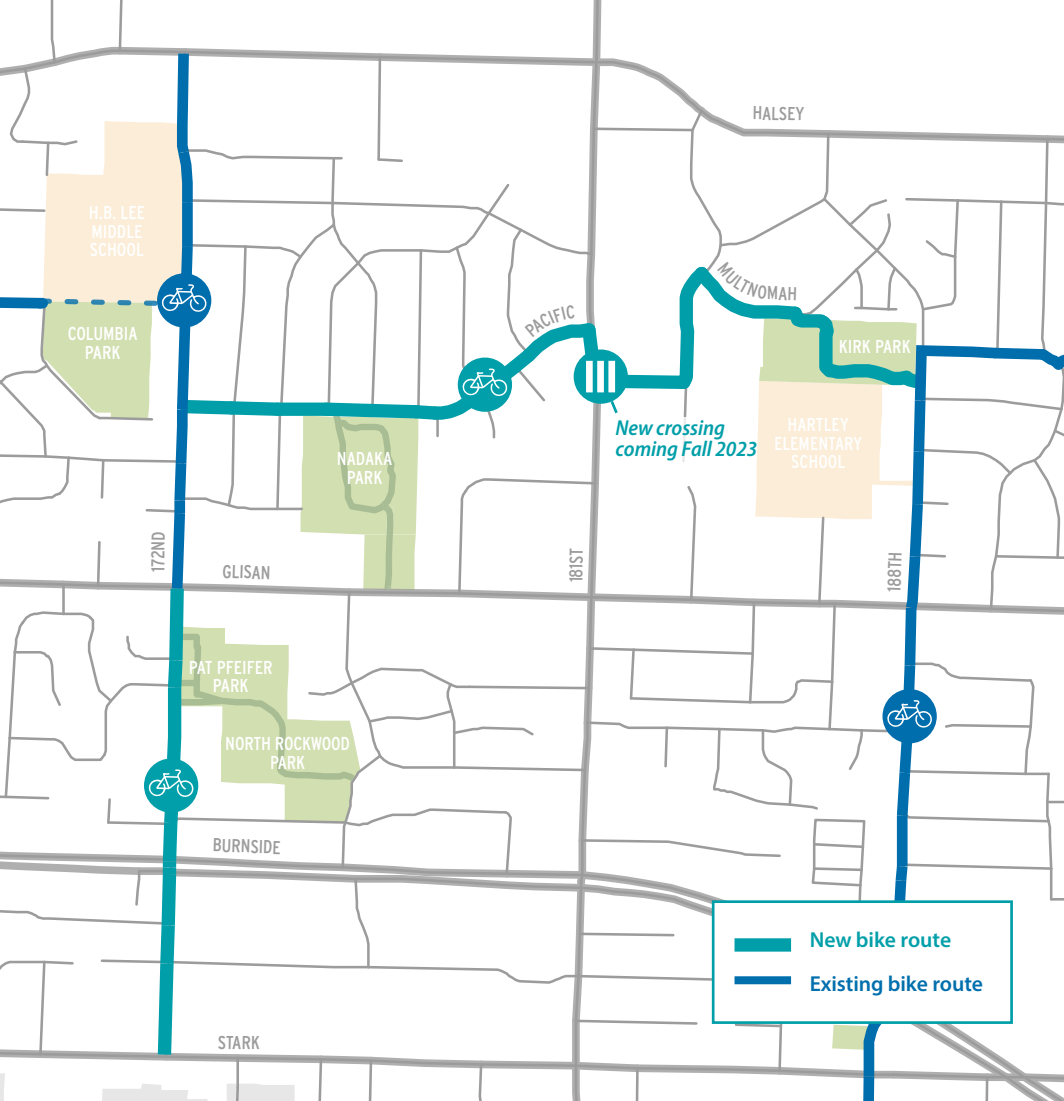 HALSEY
H.B. LEE
MIDDLE
SCHOOL
MULTNOMAH
PACIFIC
COLUMBIA
PARK
KIRK PARK
New crossing
coming Fall 2023
HARTLEY
ELEMENTARY
SCHOOL
NADAKA
PARK
172ND
181ST
188TH
GLISAN
PAT PFEIFER
PARK
NORTH ROCKWOOD
PARK
BURNSIDE
New bike route
Existing bike route
STARK